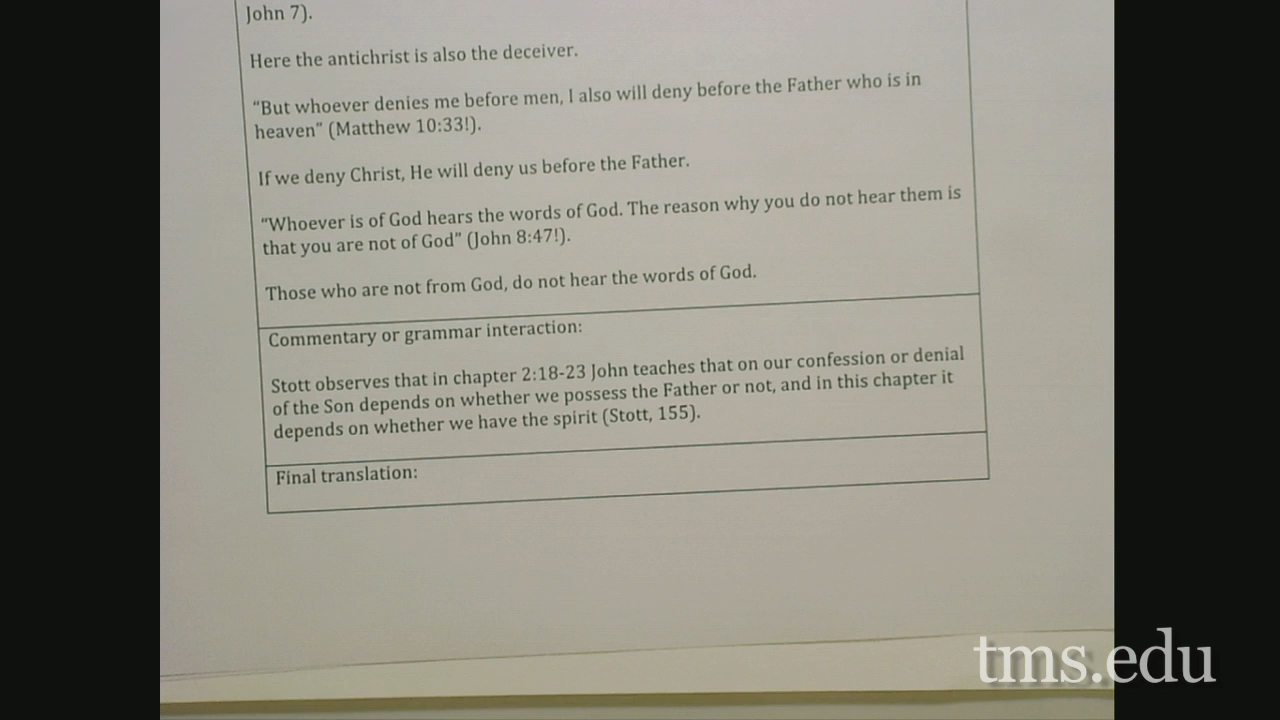 John 7).
Here the antichrist is also the deceiver.
“But whoever denies me before men, I also will deny before the Father who is in
heaven” (Matthew 10:33!).
If we deny Christ, He will deny us before the Father.
“Whoever is of God hears the words of God. The reason why you do not hear them is
that you are not of God” (John 8:47!).
Those who are not from God, do not hear the words of God.
Commentary or grammar interaction:
Stott observes that in chapter 2:18-23 John teaches that on our confession or denial
of the Son depends on whether we possess the Father or not, and in this chapter it
depends on whether we have the spirit (Stott, 155).
Final translation:
tms.edu